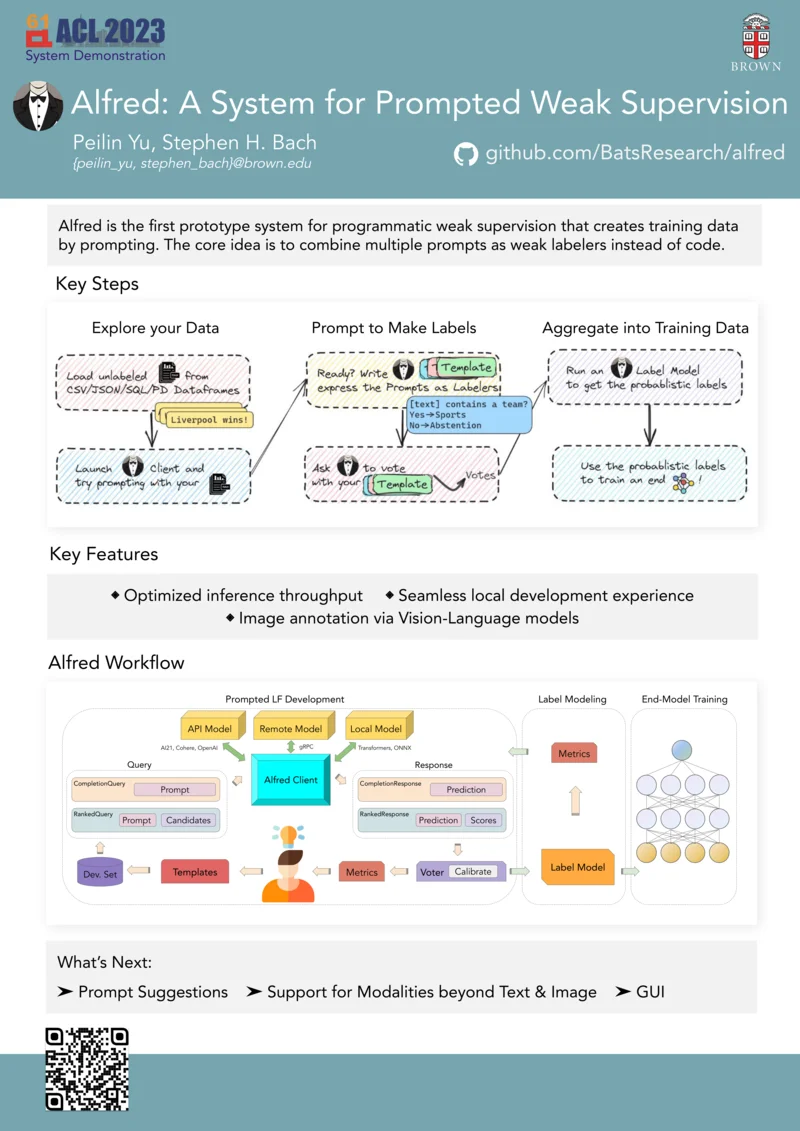 61
ACL 2023
System Demonstration
BROWN
Alfred: A System for Prompted Weak Supervision
Peilin Yu, Stephen H. Bach
{peilin_yu, stephen_bach}@brown.edu
github.com/BatsResearch/alfred
Alfred is the first prototype system for programmatic weak supervision that creates training data
by prompting. The core idea is to combine multiple prompts as weak labelers instead of code.
Key Steps
Explore your Data
Load unlabeled from
CSV/JSON/SQL/PD Dataframes
Liverpool wins!
Launch Client and
try prompting with your
Prompt to Make Labels
Ready? Write Template
express the Prompts as Labelers
[text] contains a team?
Yes→Sports
No→Abstention
Ask to vote
with your Template
Votes
Aggregate into Training Data
Run an Label Model
to get the probablistic labels
Use the probablistic labels
to train an end !
Key Features
◆ Optimized inference throughput ◆ Seamless local development experience
◆ Image annotation via Vision-Language models
Alfred Workflow
Prompted LF Development
API Model Remote Model Local Model
AI21, Cohere, OpenAI gRPC Transformers, ONNX
Alfred Client
Query
CompletionQuery
Prompt
RankedQuery
Prompt Candidates
Response
CompletionResponse
Prediction
RankedResponse
Prediction Scores
Dev. Set
Templates
Metrics
Voter Calibrate
Label Modeling
Metrics
Label Model
End-Model Training
What's Next:
➤ Prompt Suggestions ➤ Support for Modalities beyond Text & Image ➤ GUI